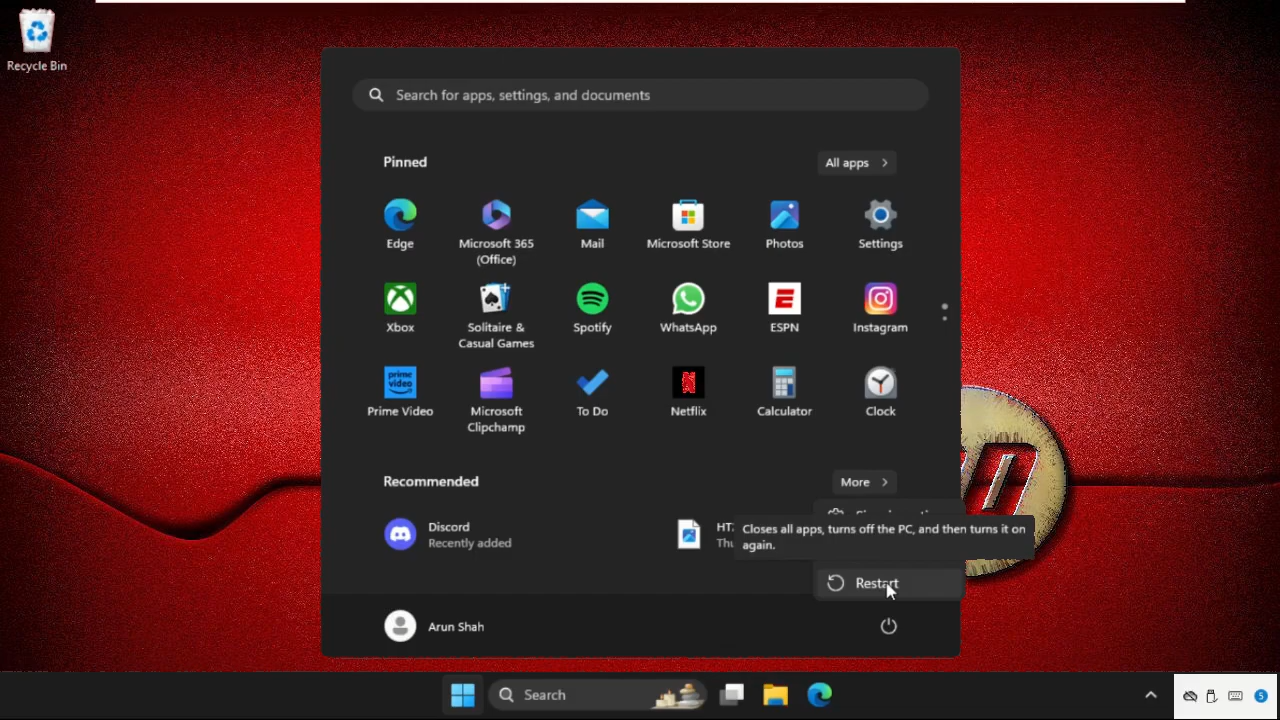 Recycle Bin
Search for apps, settings, and documents
Pinned
All apps
Edge
Microsoft 365
(Office)
Mail
Microsoft Store
Photos
Settings
Xbox
Solitaire &
Casual Games
Spotify
WhatsApp
ESPN
Instagram
prime
video
Prime Video
Microsoft
Clipchamp
To Do
Netflix
Calculator
Clock
Recommended
More
Discord
Recently added
Closes all apps, turns off the PC, and then turns it on
again.
Restart
Arun Shah
Search
5